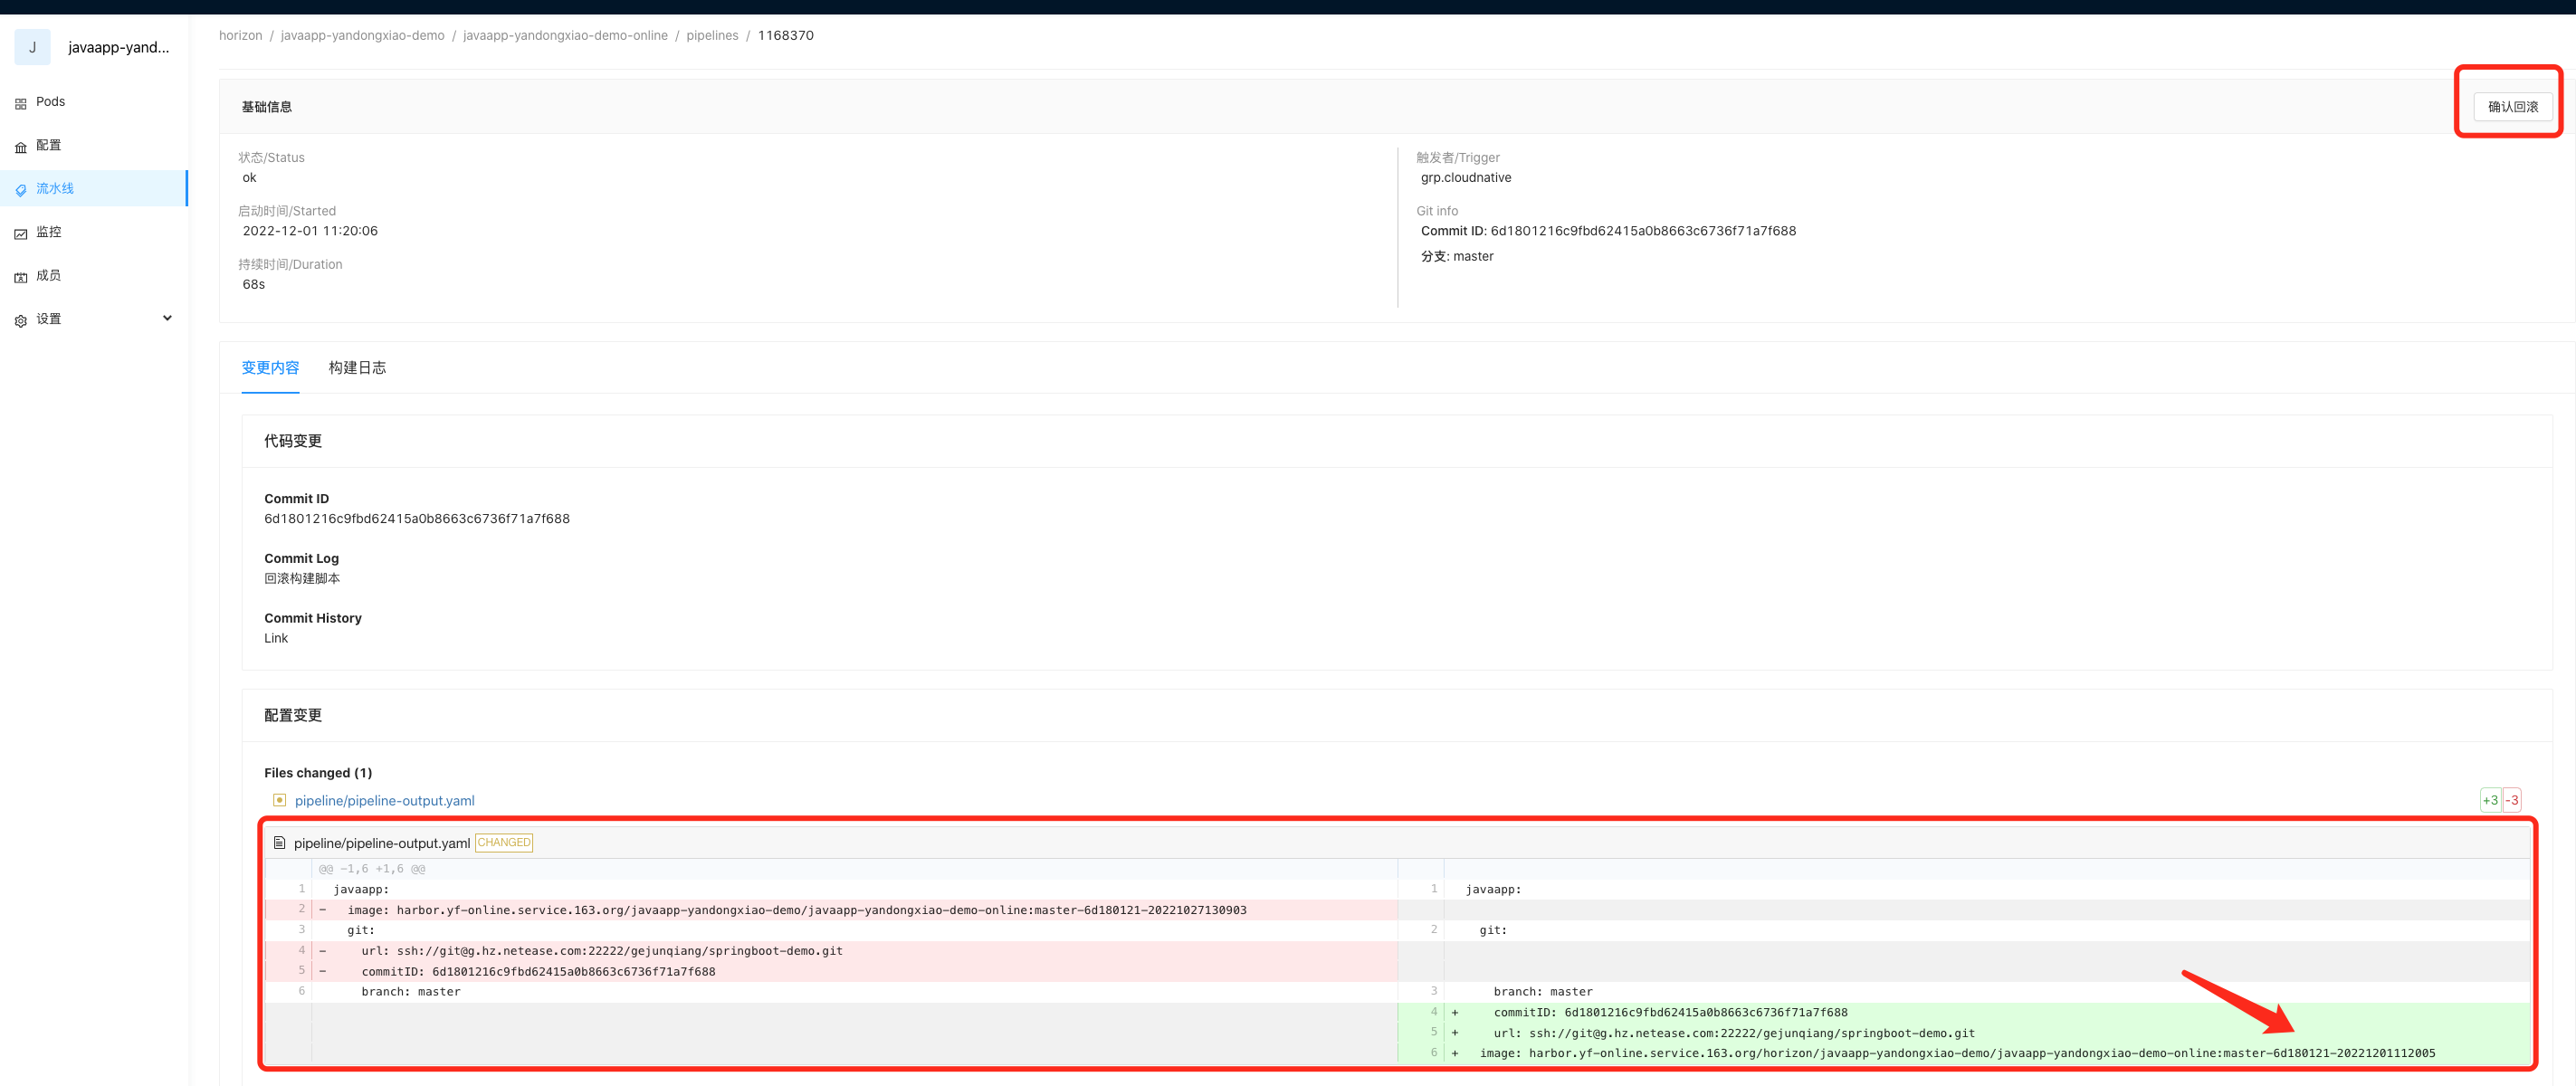 J javaapp-yand...
Pods
配置
流水线
监控
成员
设置
horizon / javaapp-yandongxiao-demo / javaapp-yandongxiao-demo-online / pipelines / 1168370
基础信息
确认回滚
状态/Status
ok
启动时间/Started
2022-12-01 11:20:06
持续时间/Duration
68s
触发者/Trigger
grp.cloudnative
Git info
Commit ID: 6d1801216c9fbd62415a0b8663c6736f71a7f688
分支: master
变更内容 构建日志
代码变更
Commit ID
6d1801216c9fbd62415a0b8663c6736f71a7f688
Commit Log
回滚构建脚本
Commit History
Link
配置变更
Files changed (1)
pipeline/pipeline-output.yaml +3 -3
pipeline/pipeline-output.yaml CHANGED
@@ -1,6 +1,6 @@
1 javaapp:
2 - image: harbor.yf-online.service.163.org/javaapp-yandongxiao-demo/javaapp-yandongxiao-demo-online:master-6d180121-20221027130903
3 git:
4 - url: ssh://git@g.hz.netease.com:22222/gejunqiang/springboot-demo.git
5 - commitID: 6d1801216c9fbd62415a0b8663c6736f71a7f688
6 branch: master
1 javaapp:
2 git:
3 branch: master
4 + commitID: 6d1801216c9fbd62415a0b8663c6736f71a7f688
5 + url: ssh://git@g.hz.netease.com:22222/gejunqiang/springboot-demo.git
6 + image: harbor.yf-online.service.163.org/horizon/javaapp-yandongxiao-demo/javaapp-yandongxiao-demo-online:master-6d180121-20221201112005